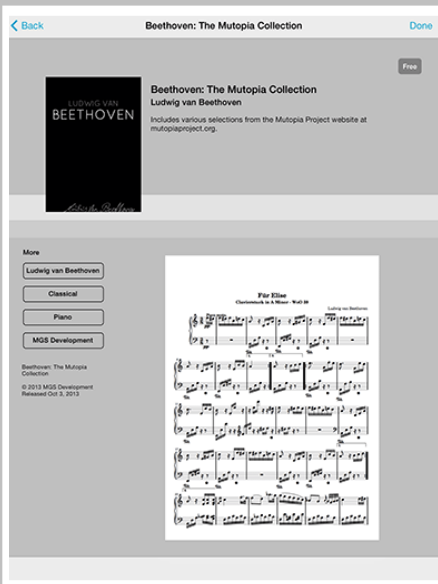 Back
Beethoven: The Mutopia Collection
Done
Free
LUDWIG VAN
BEETHOVEN
Beethoven: The Mutopia Collection
Ludwig van Beethoven
Includes various selections from the Mutopia Project website at
mutopiaproject.org.
More
Ludwig van Beethoven
Classical
Piano
MGS Development
Beethoven: The Mutopia
Collection
© 2013 MGS Development
Released Oct 3, 2013
Für Elise
Clavierstueck in A Minor - WoO 59
Ludwig van Beethoven